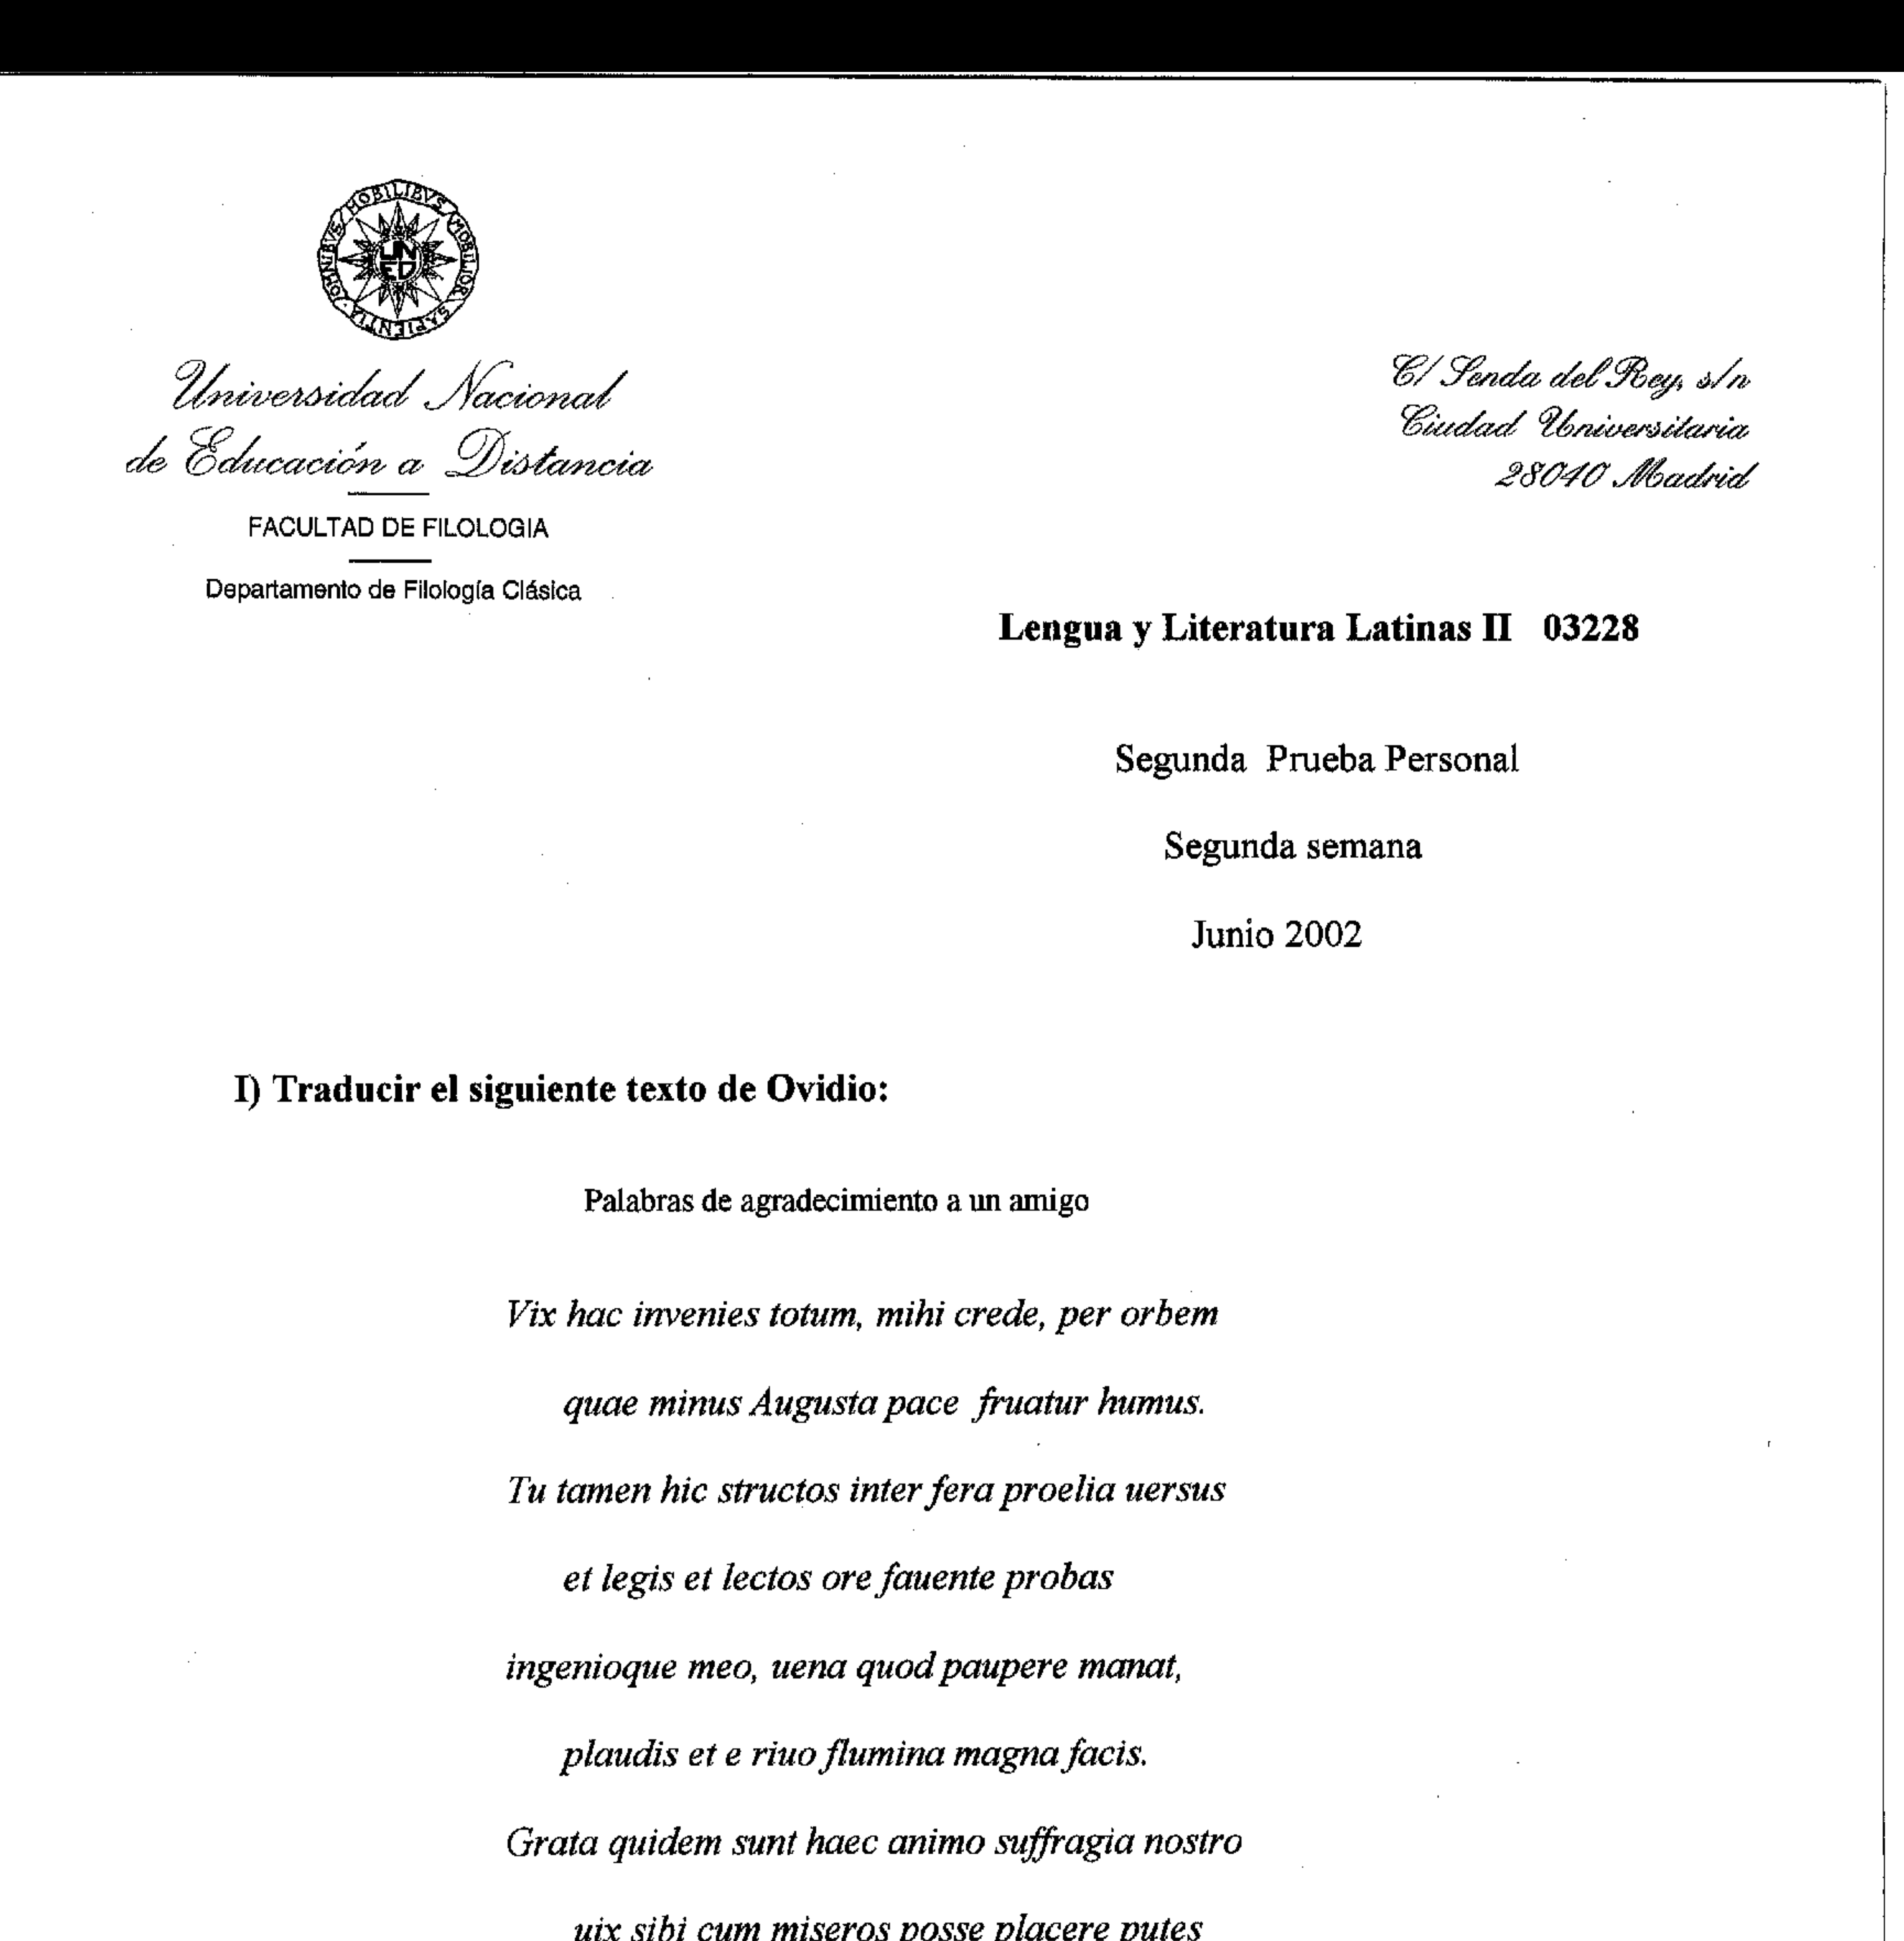 OMNIBVS MOBILIBVS MOBILIOR SAPIENTIA
UN
ED
Universidad Nacional
de Educación a Distancia
FACULTAD DE FILOLOGIA
Departamento de Filología Clásica
C/ Senda del Rey, s/n
Ciudad Universitaria
28040 Madrid
Lengua y Literatura Latinas II 03228
Segunda Prueba Personal
Segunda semana
Junio 2002
I) Traducir el siguiente texto de Ovidio:
Palabras de agradecimiento a un amigo
Vix hac invenies totum, mihi crede, per orbem
quae minus Augusta pace fruatur humus.
Tu tamen hic structos inter fera proelia uersus
et legis et lectos ore fauente probas
ingenioque meo, uena quod paupere manat,
plaudis et e riuo flumina magna facis.
Grata quidem sunt haec animo suffragia nostro
uix sibi cum miseros posse placere putes